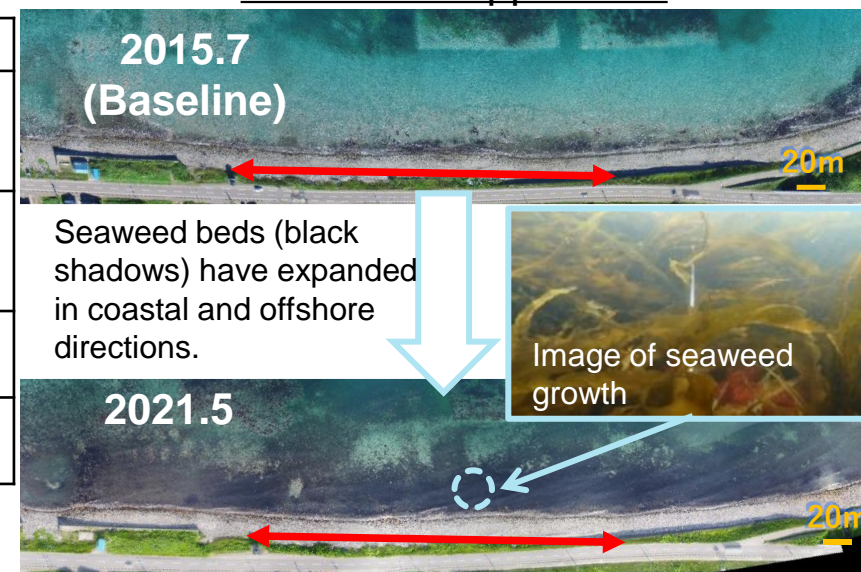 2015.7
(Baseline)
20m
Seaweed beds (black
shadows) have expanded
in coastal and offshore
directions.
Image of seaweed
growth
2021.5
20m